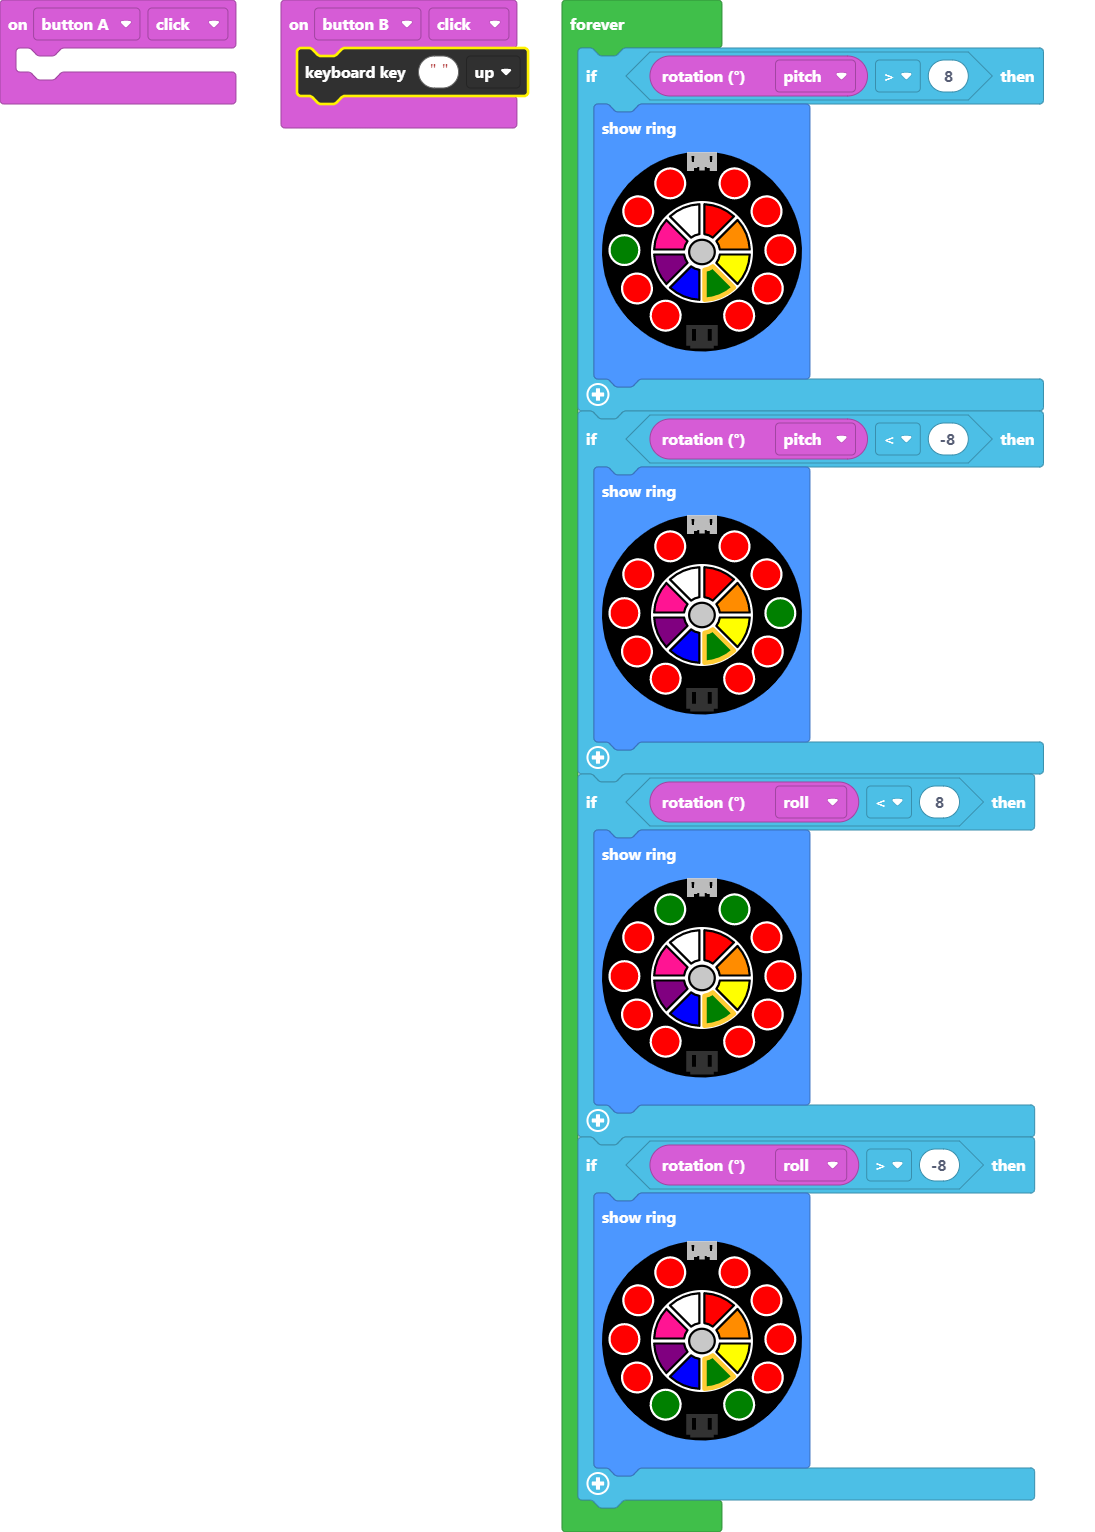 on button A click
on button B click
keyboard key " " up
forever
if rotation (°) pitch > 8 then
show ring
if rotation (°) pitch < -8 then
show ring
if rotation (°) roll < 8 then
show ring
if rotation (°) roll > -8 then
show ring